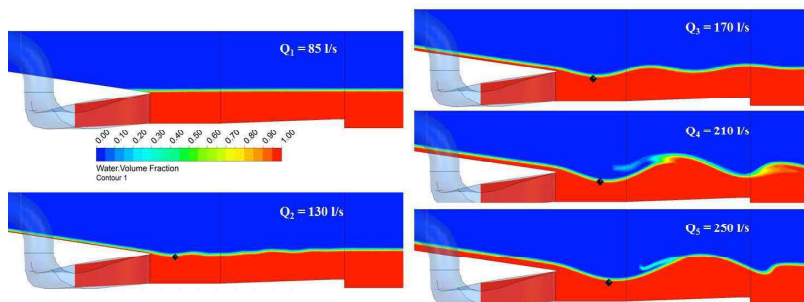 Q₁ = 85 l/s
0.00
0.10
0.20
0.30
0.40
0.50
0.60
0.70
0.80
0.90
1.00
Water.Volume Fraction
Contour 1
Q₂ = 130 l/s
Q₃ = 170 l/s
Q₄ = 210 l/s
Q₅ = 250 l/s